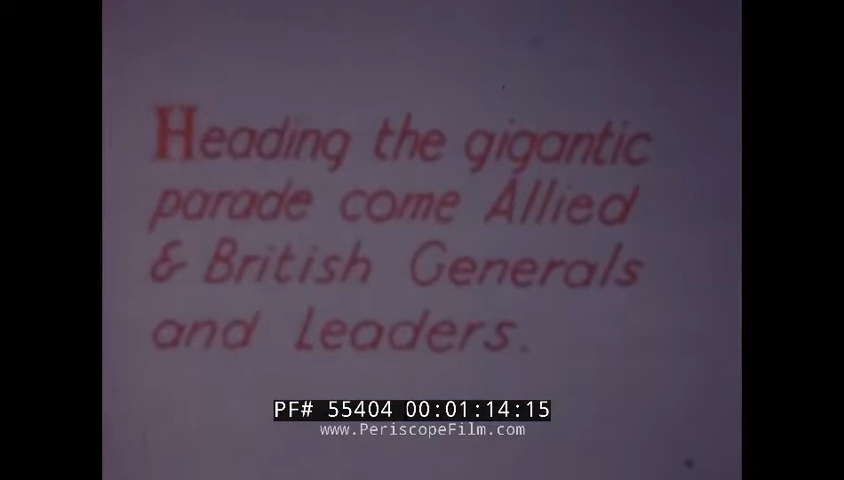 Heading the gigantic
parade come Allied
& British Generals
and Leaders.
PF# 55404 00:01:14:15
www.PeriscopeFilm.com